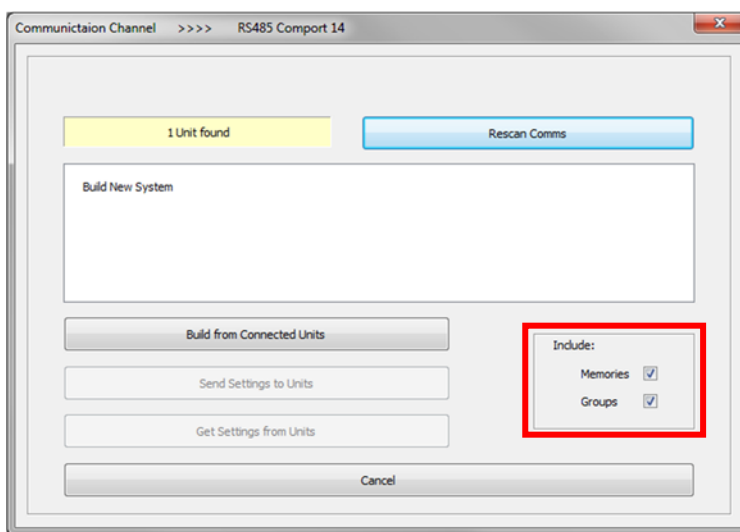 Communictaion Channel >>>> RS485 Comport 14
1 Unit found
Rescan Comms
Build New System
Build from Connected Units
Send Settings to Units
Get Settings from Units
Include:
Memories
Groups
Cancel